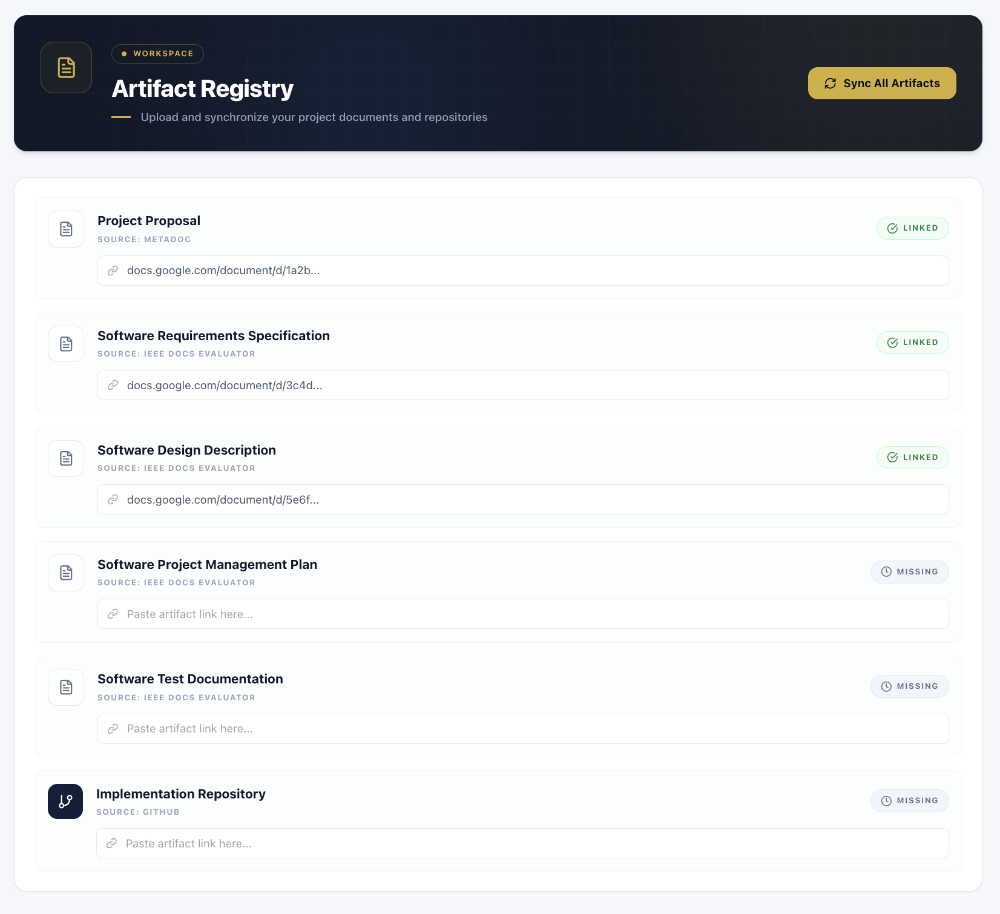 WORKSPACE
Artifact Registry
Upload and synchronize your project documents and repositories
Sync All Artifacts
Project Proposal
SOURCE: METADOC
LINKED
docs.google.com/document/d/1a2b...
Software Requirements Specification
SOURCE: IEEE DOCS EVALUATOR
LINKED
docs.google.com/document/d/3c4d...
Software Design Description
SOURCE: IEEE DOCS EVALUATOR
LINKED
docs.google.com/document/d/5e6f...
Software Project Management Plan
SOURCE: IEEE DOCS EVALUATOR
MISSING
Paste artifact link here...
Software Test Documentation
SOURCE: IEEE DOCS EVALUATOR
MISSING
Paste artifact link here...
Implementation Repository
SOURCE: GITHUB
MISSING
Paste artifact link here...